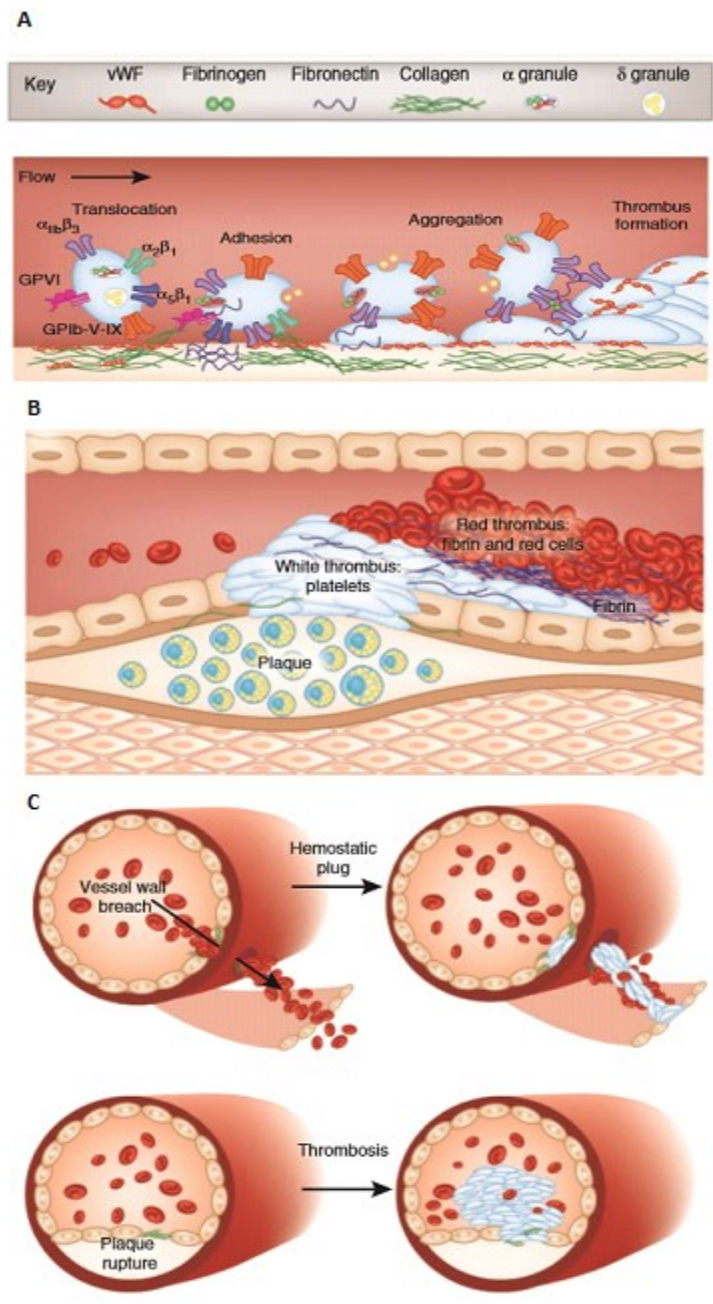 A
Key vWF Fibrinogen Fibronectin Collagen α granule δ granule
Flow
Translocation
αIIbβ3
α2β1
GPVI
α5β1
GPIb-V-IX
Adhesion
Aggregation
Thrombus
formation
B
Red thrombus:
fibrin and red cells
White thrombus:
platelets
Fibrin
Plaque
C
Vessel wall
breach
Hemostatic
plug
Plaque
rupture
Thrombosis